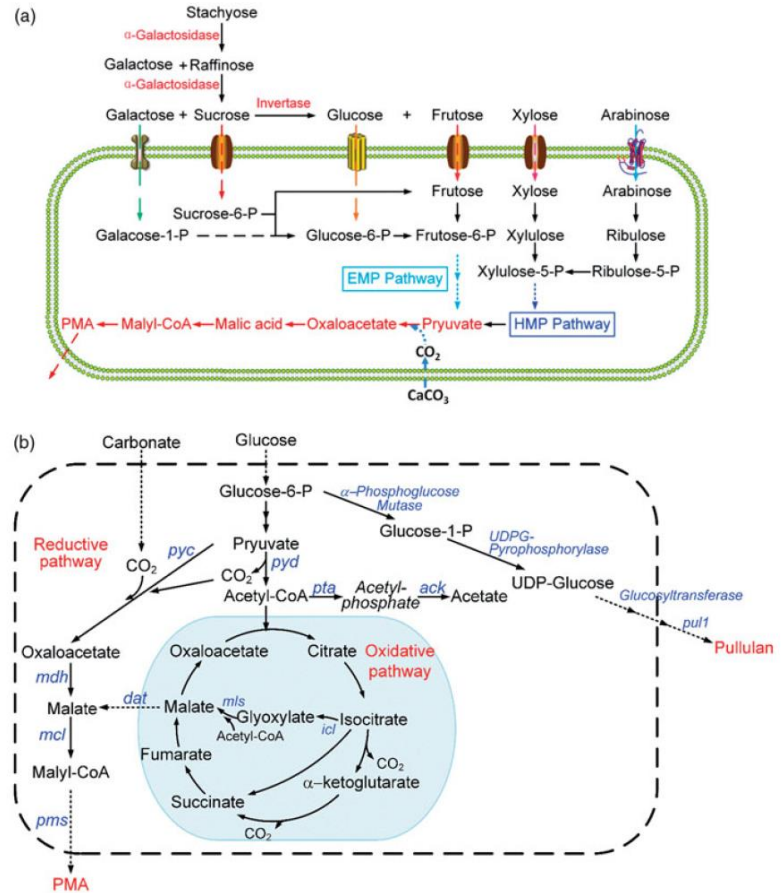 (a)
Stachyose
α-Galactosidase
Galactose + Raffinose
α-Galactosidase
Galactose + Sucrose Invertase Glucose + Frutose Xylose Arabinose
Frutose Xylose Arabinose
Sucrose-6-P
Galacose-1-P Glucose-6-P Frutose-6-P Xylulose Ribulose
EMP Pathway Xylulose-5-P Ribulose-5-P
PMA Malyl-CoA Malic acid Oxaloacetate Pryuvate HMP Pathway
CO2
CaCO3
(b)
Carbonate Glucose
Glucose-6-P α–Phosphoglucose
Mutase
Glucose-1-P
Reductive
pathway
pyc Pryuvate UDPG-
Pyrophosphorylase
CO2 CO2 pyd
Acetyl-CoA pta Acetyl-
phosphate ack Acetate UDP-Glucose
Glucosyltransferase
pul1
Pullulan
Oxaloacetate Oxaloacetate Citrate Oxidative
pathway
mdh
Malate dat Malate mls Glyoxylate icl Isocitrate
Acetyl-CoA
mcl
Malyl-CoA Fumarate CO2
α–ketoglutarate
Succinate
pms CO2
PMA